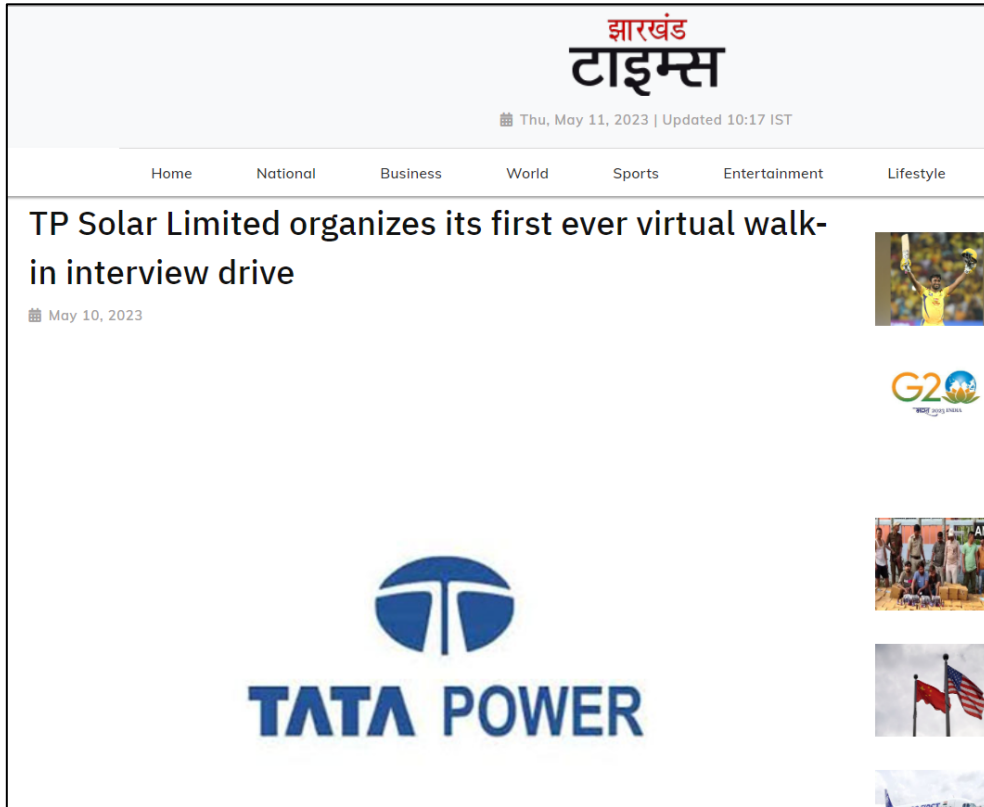 झारखंड
टाइम्स
Thu, May 11, 2023 | Updated 10:17 IST
Home National Business World Sports Entertainment Lifestyle
TP Solar Limited organizes its first ever virtual walk-
in interview drive
May 10, 2023
G20
TATA POWER